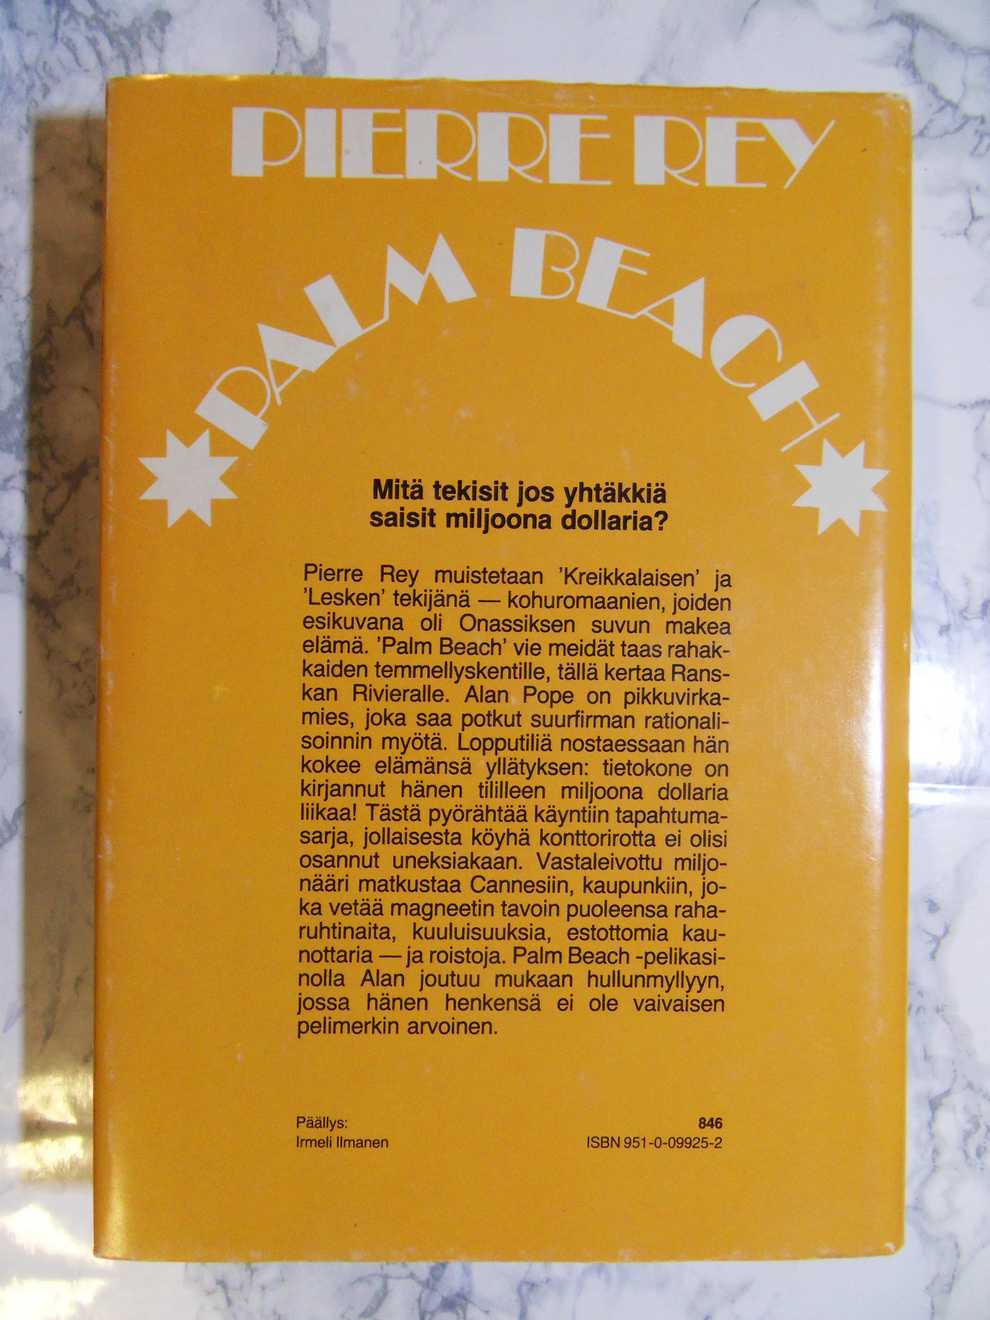 PIERRE REY
PALM BEACH
Mitä tekisit jos yhtäkkiä
saisit miljoona dollaria?
Pierre Rey muistetaan 'Kreikkalaisen' ja
'Lesken' tekijänä — kohuromaanien, joiden
esikuvana oli Onassiksen suvun makea
elämä. 'Palm Beach' vie meidät taas rahak-
kaiden temmellyskentille, tällä kertaa Rans-
kan Rivieralle. Alan Pope on pikkuvirka-
mies, joka saa potkut suurfirman rationali-
soinnin myötä. Lopputiliä nostaessaan hän
kokee elämänsä yllätyksen: tietokone on
kirjannut hänen tililleen miljoona dollaria
liikaa! Tästä pyörähtää käyntiin tapahtuma-
sarja, jollaisesta köyhä konttorirotta ei olisi
osannut uneksiakaan. Vastaleivottu miljo-
nääri matkustaa Cannesiin, kaupunkiin, jo-
ka vetää magneetin tavoin puoleensa raha-
ruhtinaita, kuuluisuuksia, estottomia kau-
nottaria — ja roistoja. Palm Beach -pelikasi-
nolla Alan joutuu mukaan hullunmyllyyn,
jossa hänen henkensä ei ole vaivaisen
pelimerkin arvoinen.
Päällys:
Irmeli Ilmanen
846
ISBN 951-0-09925-2